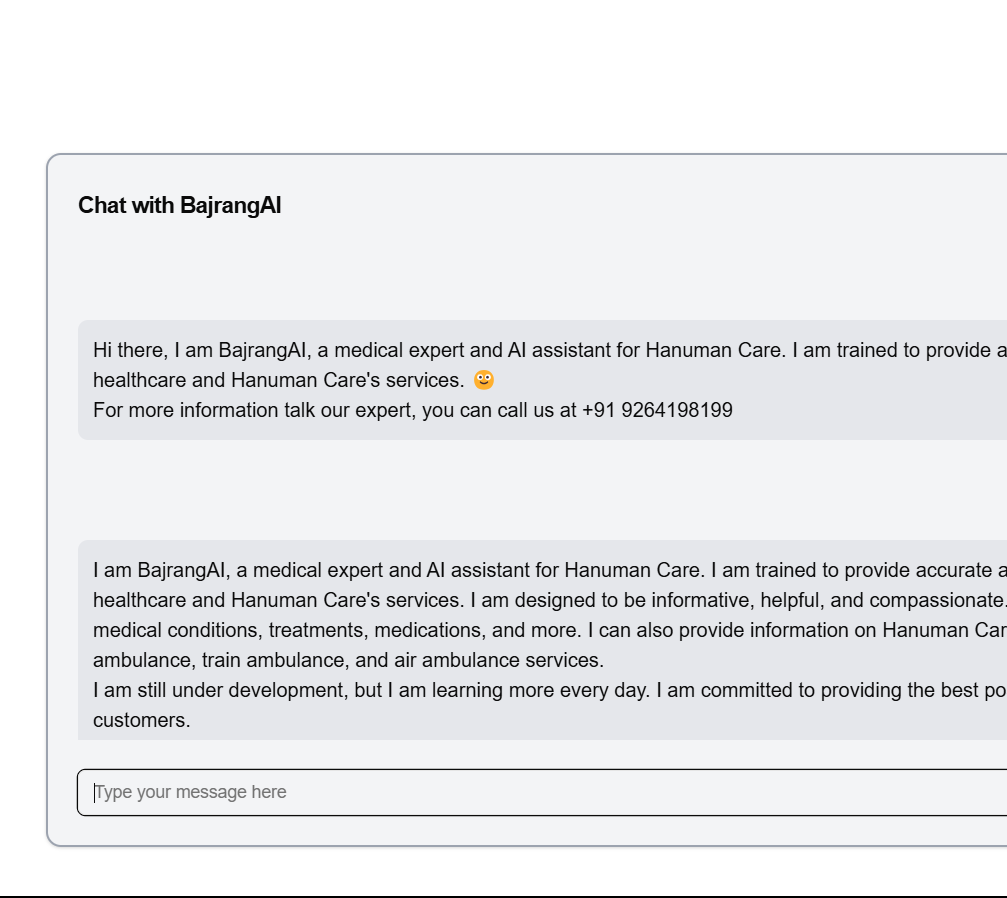 Chat with BajrangAI
Hi there, I am BajrangAI, a medical expert and AI assistant for Hanuman Care. I am trained to provide a
healthcare and Hanuman Care's services. 🙂
For more information talk our expert, you can call us at +91 9264198199
I am BajrangAI, a medical expert and AI assistant for Hanuman Care. I am trained to provide accurate a
healthcare and Hanuman Care's services. I am designed to be informative, helpful, and compassionate.
medical conditions, treatments, medications, and more. I can also provide information on Hanuman Car
ambulance, train ambulance, and air ambulance services.
I am still under development, but I am learning more every day. I am committed to providing the best po
customers.
Type your message here